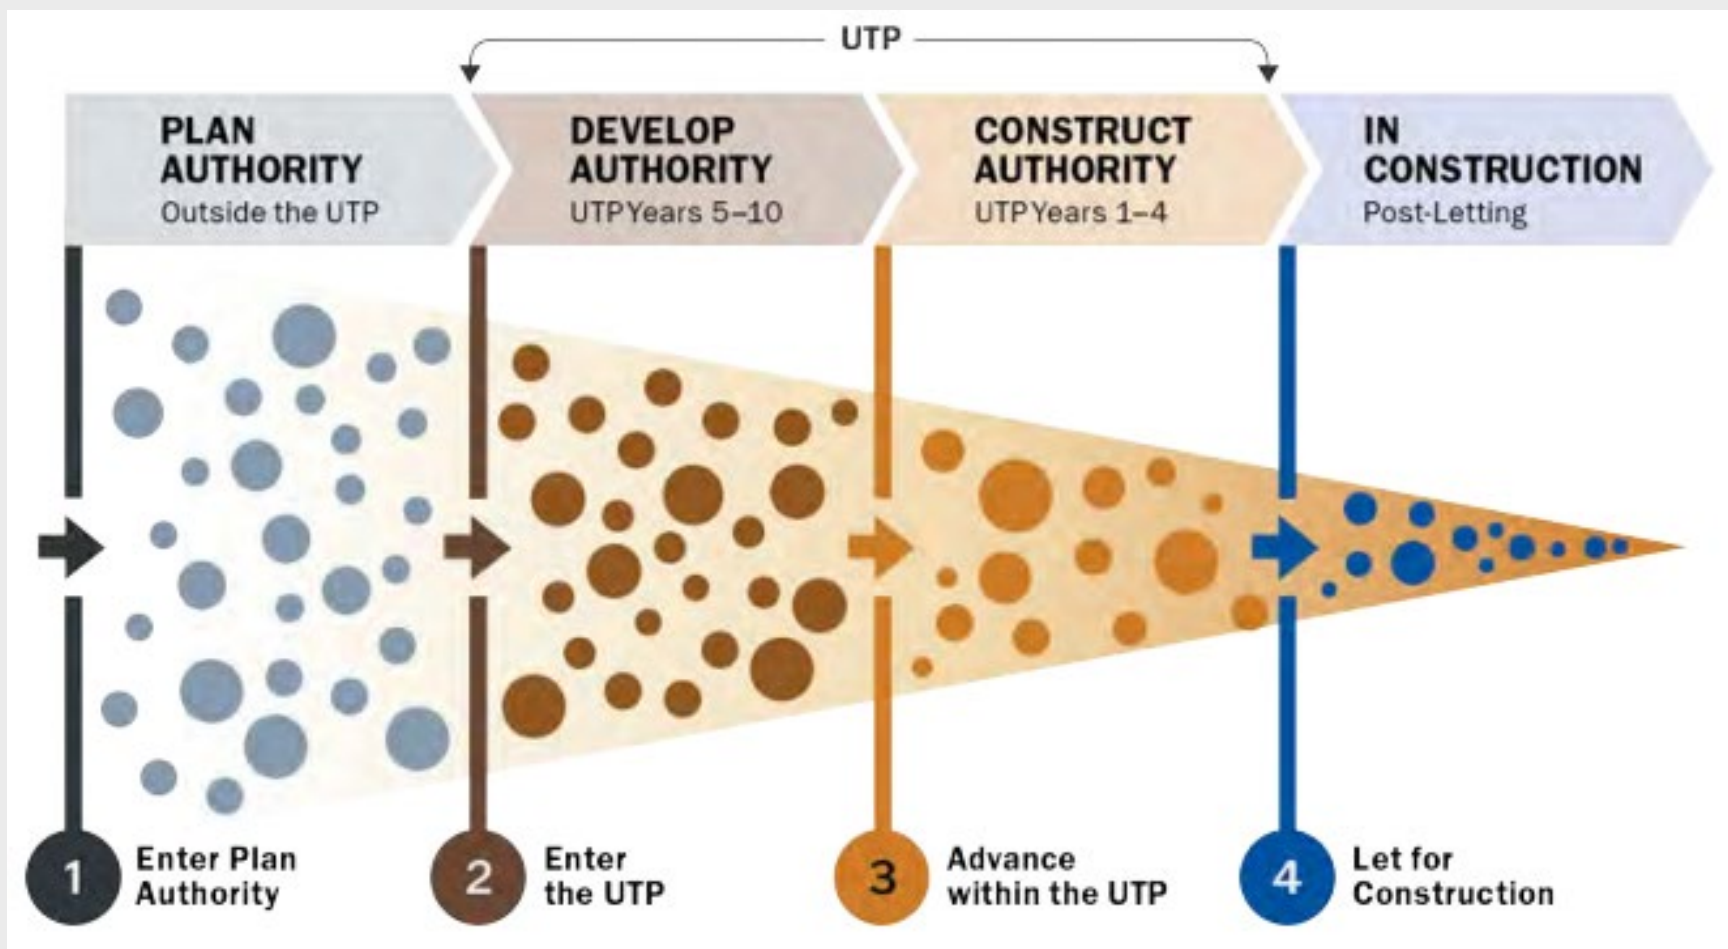 UTP
PLAN
AUTHORITY
Outside the UTP
DEVELOP
AUTHORITY
UTP Years 5–10
CONSTRUCT
AUTHORITY
UTP Years 1–4
IN
CONSTRUCTION
Post-Letting
1
Enter Plan
Authority
2
Enter
the UTP
3
Advance
within the UTP
4
Let for
Construction